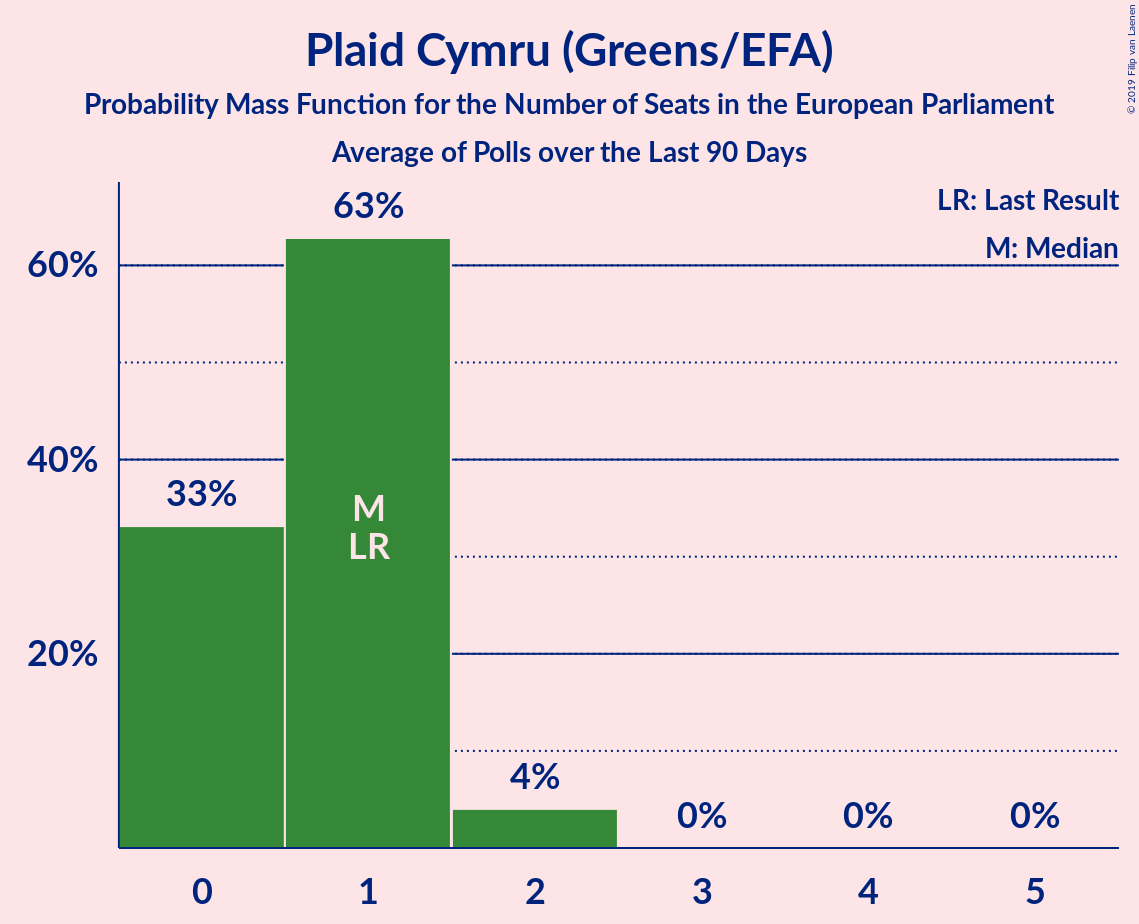 Plaid Cymru (Greens/EFA)
Probability Mass Function for the Number of Seats in the European Parliament
Average of Polls over the Last 90 Days
© 2019 Filip van Laenen
LR: Last Result
M: Median
63%
60%
40%
33%
M
LR
20%
4%
0%
0%
0%
0
1
2
3
4
5